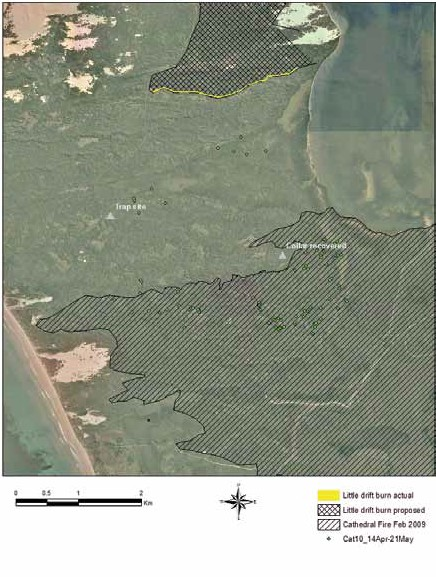 Trap site
Collar recovered
0 0.5 1 2
Km
N
W E
S
Little drift burn actual
Little drift burn proposed
Cathedral Fire Feb 2009
Cat10_14Apr-21May